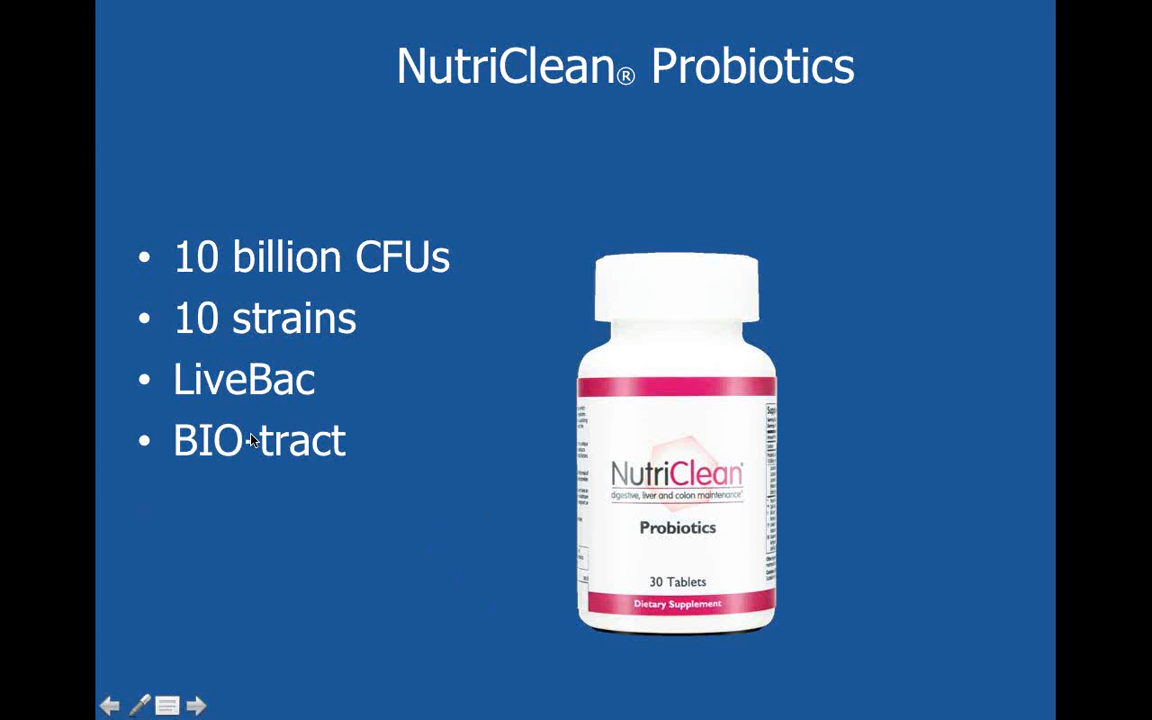 NutriClean® Probiotics
• 10 billion CFUs
• 10 strains
• LiveBac
• BIO-tract
NutriClean®
digestive, liver and colon maintenance*
Probiotics
30 Tablets
Dietary Supplement